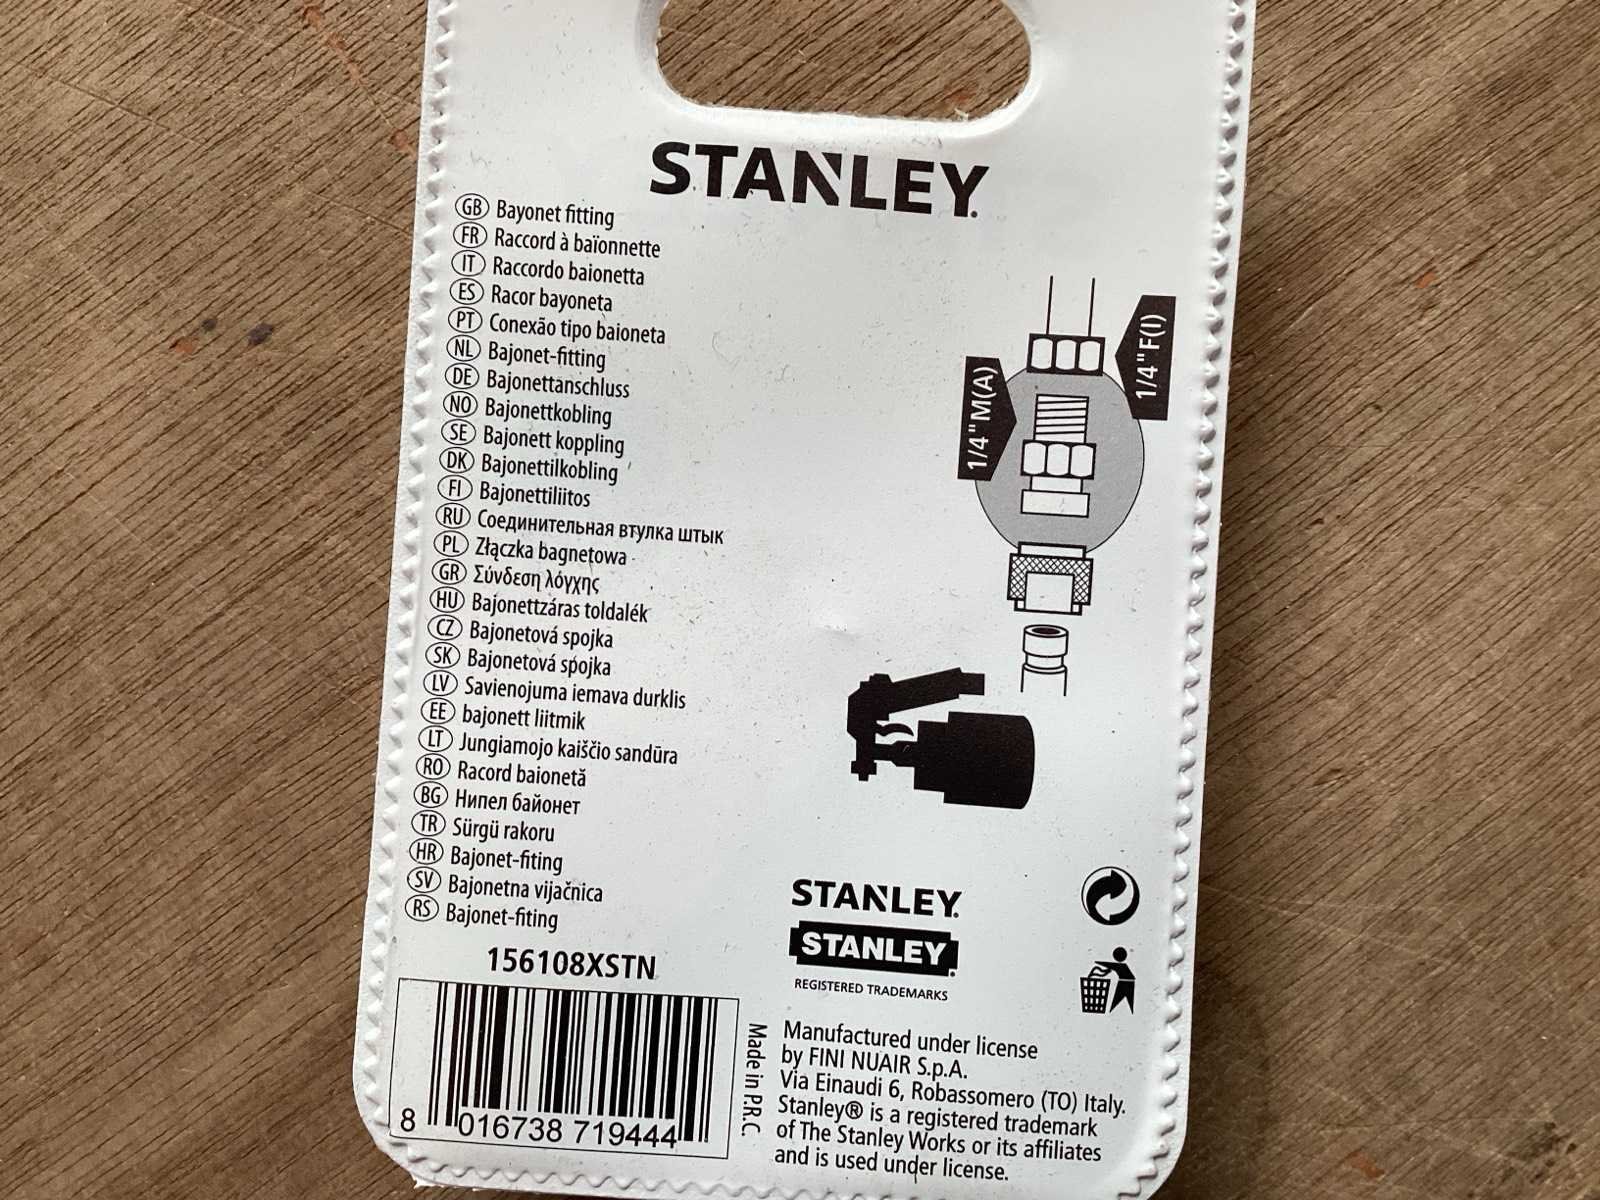 STANLEY.
GB Bayonet fitting
FR Raccord à baïonnette
IT Raccordo baionetta
ES Racor bayoneta
PT Conexão tipo baioneta
NL Bajonet-fitting
DE Bajonettanschluss
NO Bajonettkobling
SE Bajonett koppling
DK Bajonettilkobling
FI Bajonettiliitos
RU Соединительная втулка штык
PL Złączka bagnetowa
GR Σύνδεση λόγχης
HU Bajonettzáras toldalék
CZ Bajonetová spojka
SK Bajonetová spojka
LV Savienojuma iemava durklis
EE bajonett liitmik
LT Jungiamojo kaiščio sandūra
RO Racord baionetă
BG Нипел байонет
TR Sürgü rakoru
HR Bajonet-fiting
SV Bajonetna vijačnica
RS Bajonet-fiting
1/4"M(A)
1/4"F(I)
156108XSTN
8 016738 719444
Made in P.R.C.
STANLEY.
STANLEY.
REGISTERED TRADEMARKS
Manufactured under license
by FINI NUAIR S.p.A.
Via Einaudi 6, Robassomero (TO) Italy.
Stanley® is a registered trademark
of The Stanley Works or its affiliates
and is used under license.